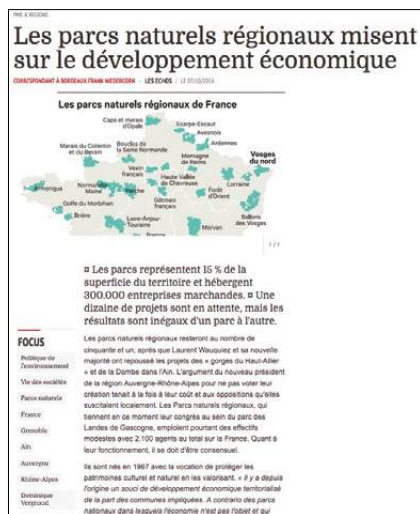 PME & REGIONS
Les parcs naturels régionaux misent
sur le développement économique
CORRESPONDANT À BORDEAUX FRANK NIEDERCORN - LES ECHOS | LE 07/10/2016
Les parcs naturels régionaux de France
Caps et marais
d'Opale
Scarpe-Escaut
Avesnois
Ardennes
Marais du Cotentin
et du Bessin
Boucles de
la Seine Normande
Montagne
de Reims
Vosges
du nord
Vexin
français
Haute Vallée
de Chevreuse
Lorraine
Armorique
Normandie
Maine
Perche
Gâtinais
français
Forêt
d'Orient
Golfe du Morbihan
Brière
Loire-Anjou-
Touraine
Morvan
Ballons
des Vosges
1 / 1
¤ Les parcs représentent 15 % de la
superficie du territoire et hébergent
300.000 entreprises marchandes. ¤ Une
dizaine de projets sont en attente, mais les
résultats sont inégaux d'un parc à l'autre.
FOCUS
Politique de
l'environnement
Vie des sociétés
Parcs naturels
France
Grenoble
Ain
Auvergne
Rhône-Alpes
Dominique
Les parcs naturels régionaux resteront au nombre de
cinquante et un, après que Laurent Wauquiez et sa nouvelle
majorité ont repoussé les projets des « gorges du Haut-Allier
» et de la Dombe dans l'Ain. L'argument du nouveau président
de la région Auvergne-Rhône-Alpes pour ne pas voter leur
création tenait à la fois à leur coût et aux oppositions qu'elles
suscitaient localement. Les Parcs naturels régionaux, qui
tiennent en ce moment leur congrès au sein du parc des
Landes de Gascogne, emploient pourtant des effectifs
modestes avec 2.100 agents au total sur la France. Quant à
leur fonctionnement, il se doit d'être consensuel.
Ils sont nés en 1967 avec la vocation de protéger les
patrimoines culturel et naturel en les valorisant. « Il y a depuis
l'origine un souci de développement économique territorialisé
de la part des communes impliquées. A contrario des parcs
nationaux dans lesquels l'économie n'est pas l'objet et qui